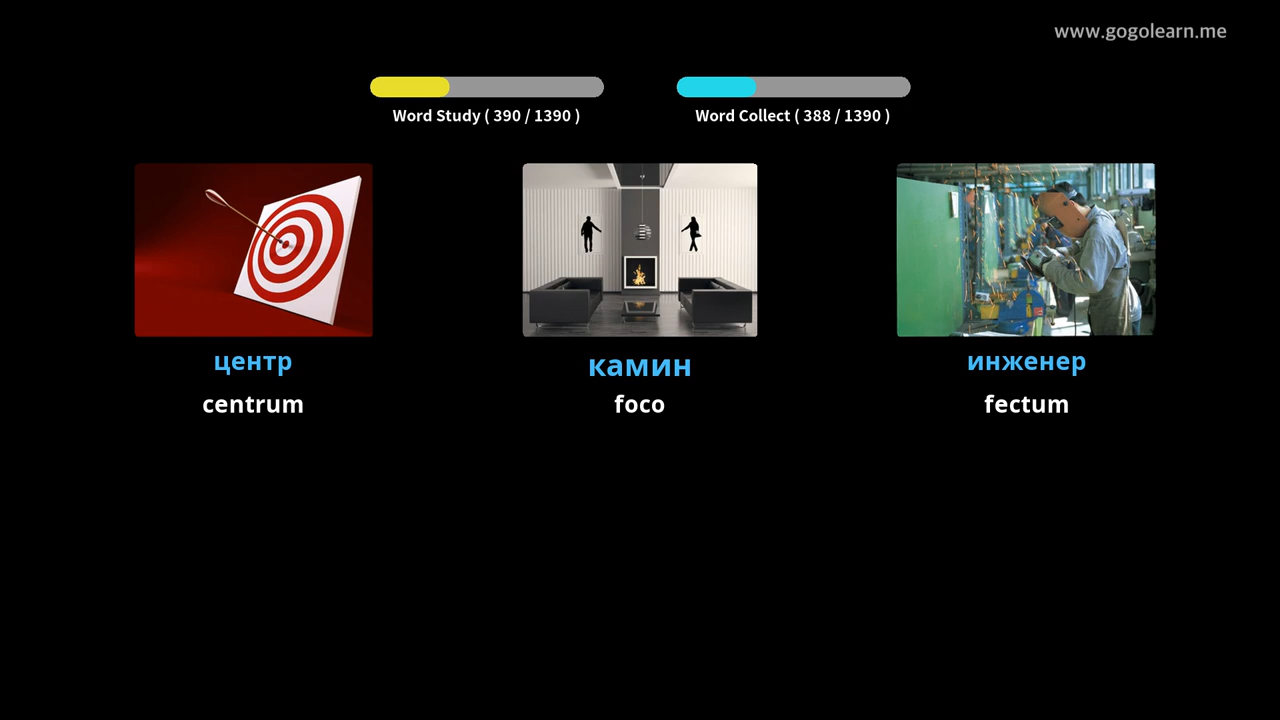 www.gogolearn.me
Word Study ( 390 / 1390 )
Word Collect ( 388 / 1390 )
центр
камин
инженер
centrum
foco
fectum